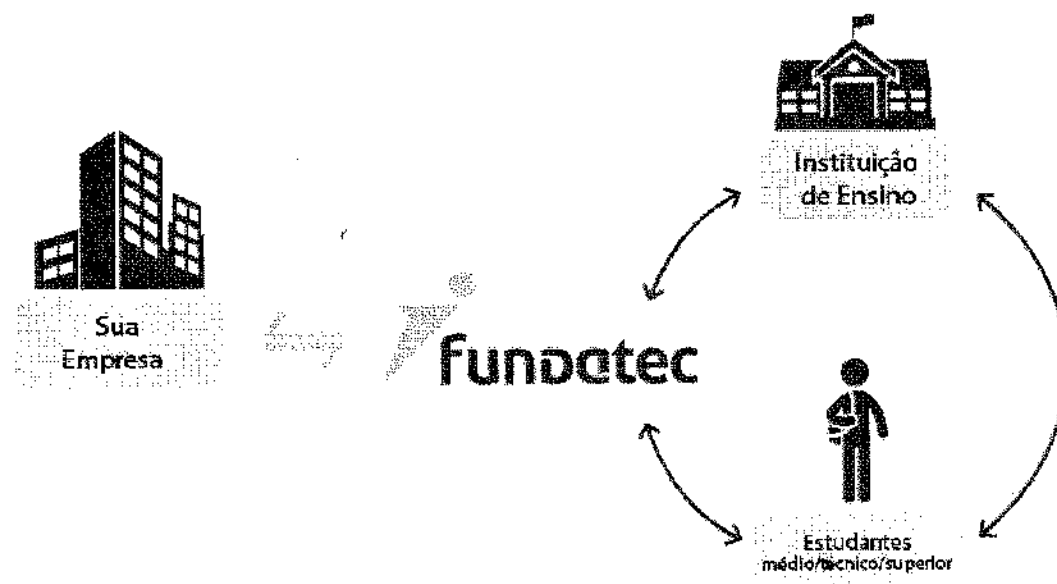 Instituição
de Ensino
Sua
Empresa
fundatec
Estudantes
médio/técnico/superior